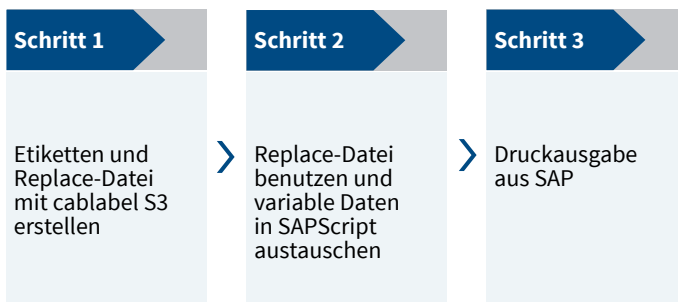 Schritt 1
Etiketten und
Replace-Datei
mit cablabel S3
erstellen
Schritt 2
Replace-Datei
benutzen und
variable Daten
in SAPScript
austauschen
Schritt 3
Druckausgabe
aus SAP